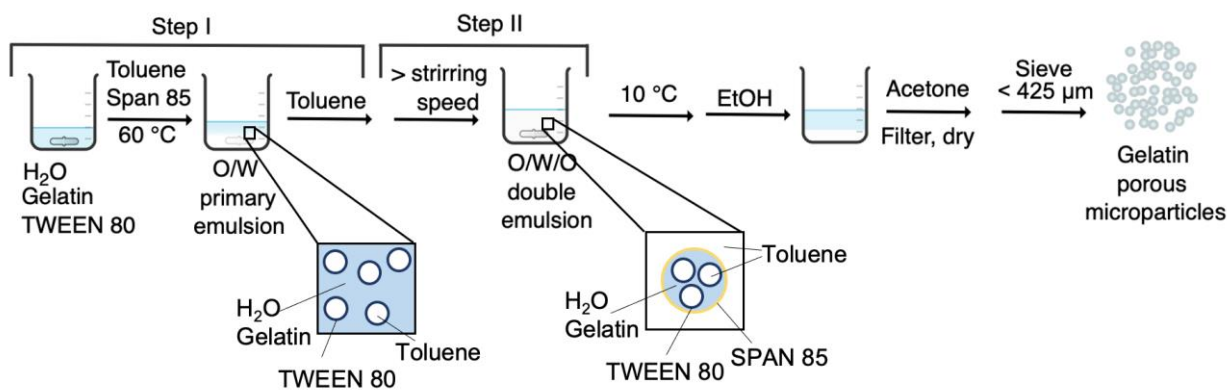 Step I
Step II
H₂O
Gelatin
TWEEN 80
Toluene
Span 85
60 °C
O/W
primary
emulsion
Toluene
> strirring
speed
O/W/O
double
emulsion
10 °C
EtOH
Acetone
Filter, dry
Sieve
< 425 µm
Gelatin
porous
microparticles
H₂O
Gelatin
TWEEN 80
Toluene
Toluene
H₂O
Gelatin
TWEEN 80
SPAN 85